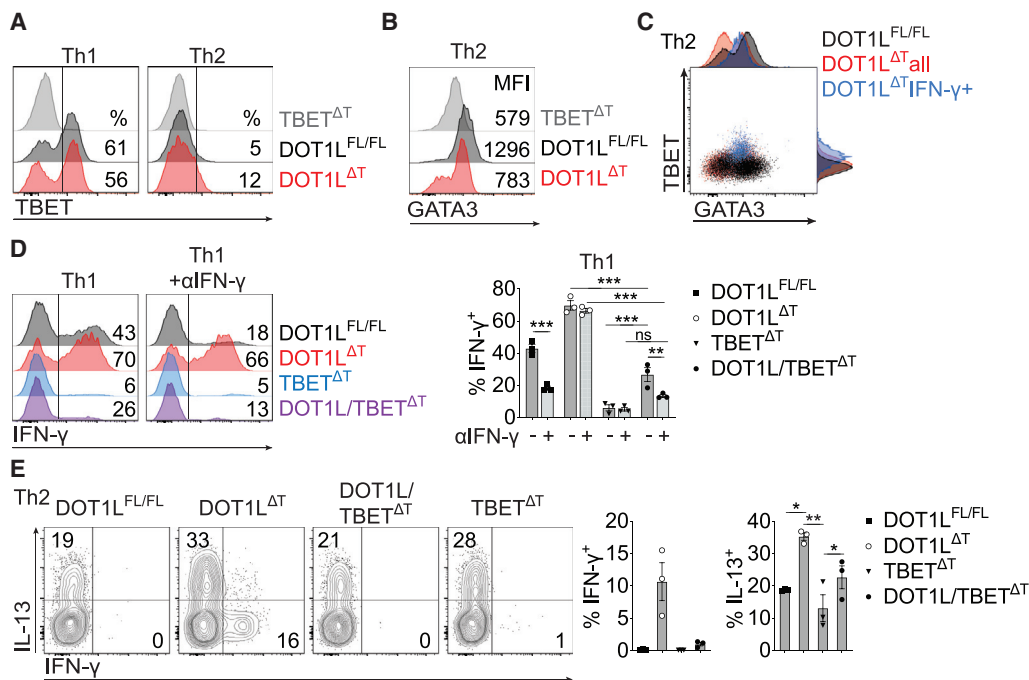 A
Th1 Th2
% %
TBET^ΔT
61 5 DOT1L^FL/FL
56 12 DOT1L^ΔT
TBET
B
Th2
MFI
579 TBET^ΔT
1296 DOT1L^FL/FL
783 DOT1L^ΔT
GATA3
C
Th2
DOT1L^FL/FL
DOT1L^ΔT all
DOT1L^ΔT IFN-γ+
TBET
GATA3
D
Th1 Th1
+αIFN-γ
43 18 DOT1L^FL/FL
70 66 DOT1L^ΔT
6 5 TBET^ΔT
26 13 DOT1L/TBET^ΔT
IFN-γ
Th1
% IFN-γ^+
80
60
40
20
0
***
***
***
***
ns
**
αIFN-γ - + - + - + - +
DOT1L^FL/FL
DOT1L^ΔT
TBET^ΔT
DOT1L/TBET^ΔT
E
Th2
DOT1L^FL/FL DOT1L^ΔT DOT1L/TBET^ΔT TBET^ΔT
19 33 21 28
0 16 0 1
IL-13
IFN-γ
% IFN-γ^+
20
15
10
5
0
% IL-13^+
40
30
20
10
0
* ** *
DOT1L^FL/FL
DOT1L^ΔT
TBET^ΔT
DOT1L/TBET^ΔT